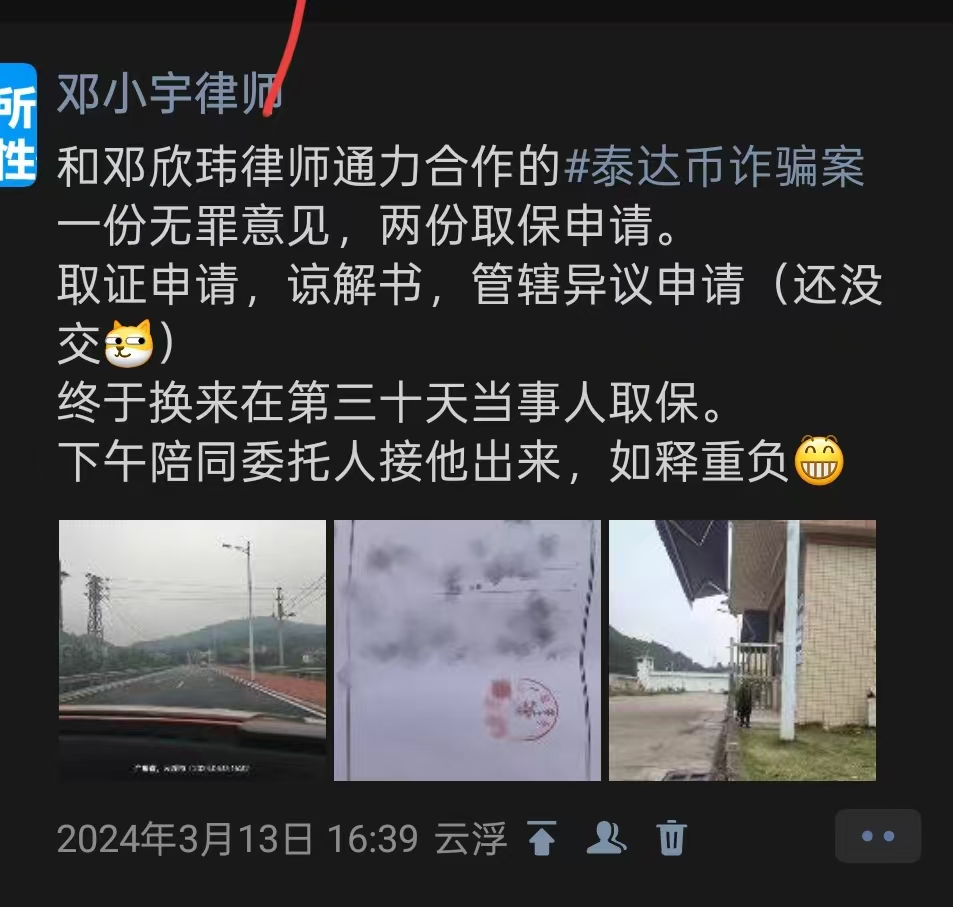 所
性
邓小宇律师
和邓欣玮律师通力合作的#泰达币诈骗案
一份无罪意见，两份取保申请。
取证申请，谅解书，管辖异议申请（还没
交）
终于换来在第三十天当事人取保。
下午陪同委托人接他出来，如释重负
2024年3月13日 16:39 云浮